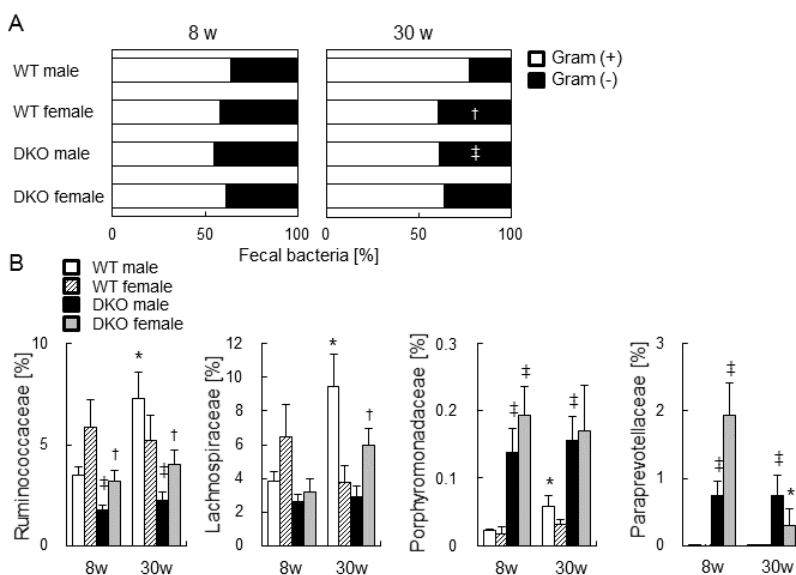 A
8 w
30 w
Gram (+)
Gram (-)
WT male
WT female
†
DKO male
‡
DKO female
0
50
100
0
50
100
Fecal bacteria [%]
B
WT male
WT female
DKO male
DKO female
Ruminococcaceae [%]
10
5
0
‡
†
*
‡
†
8w
30w
Lachnospiraceae [%]
12
10
8
6
4
2
0
*
†
8w
30w
Porphyromonadaceae [%]
0.3
0.2
0.1
0
‡
‡
*
‡
8w
30w
Paraprevotellaceae [%]
3
2
1
0
‡
‡
‡
*
8w
30w